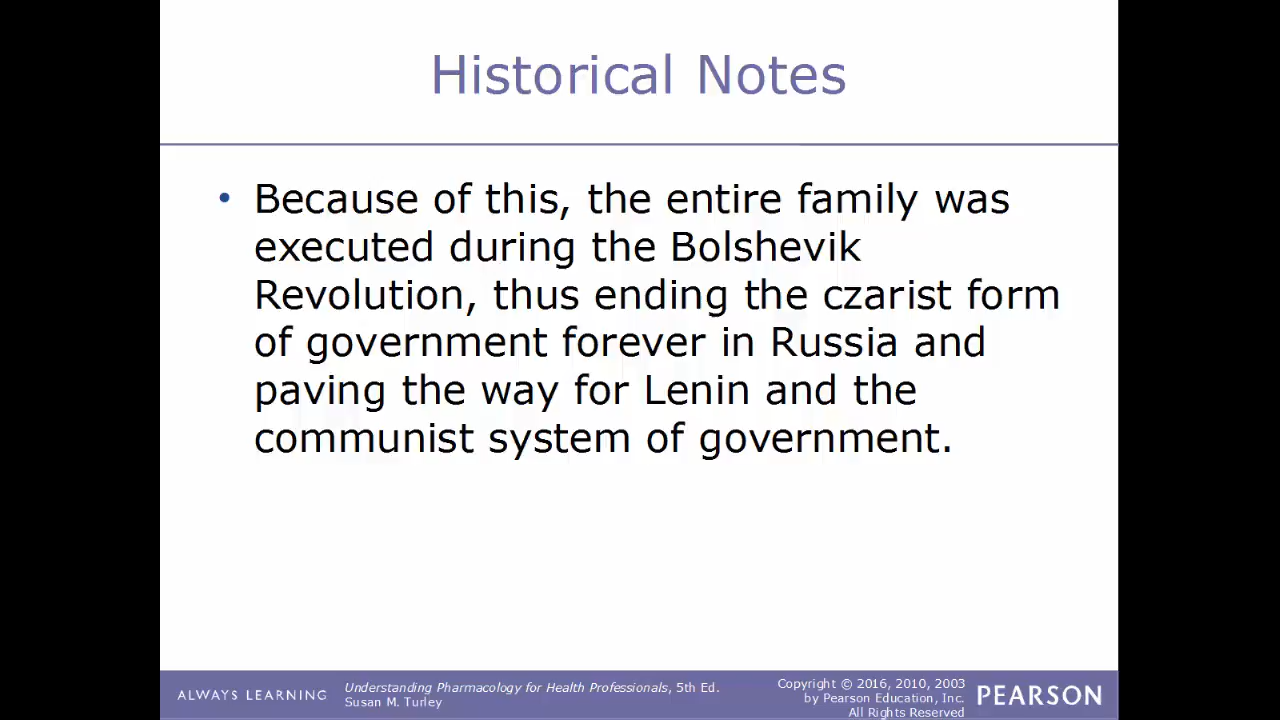 Historical Notes
• Because of this, the entire family was
executed during the Bolshevik
Revolution, thus ending the czarist form
of government forever in Russia and
paving the way for Lenin and the
communist system of government.
ALWAYS LEARNING
Understanding Pharmacology for Health Professionals, 5th Ed.
Susan M. Turley
Copyright © 2016, 2010, 2003
by Pearson Education, Inc.
All Rights Reserved
PEARSON